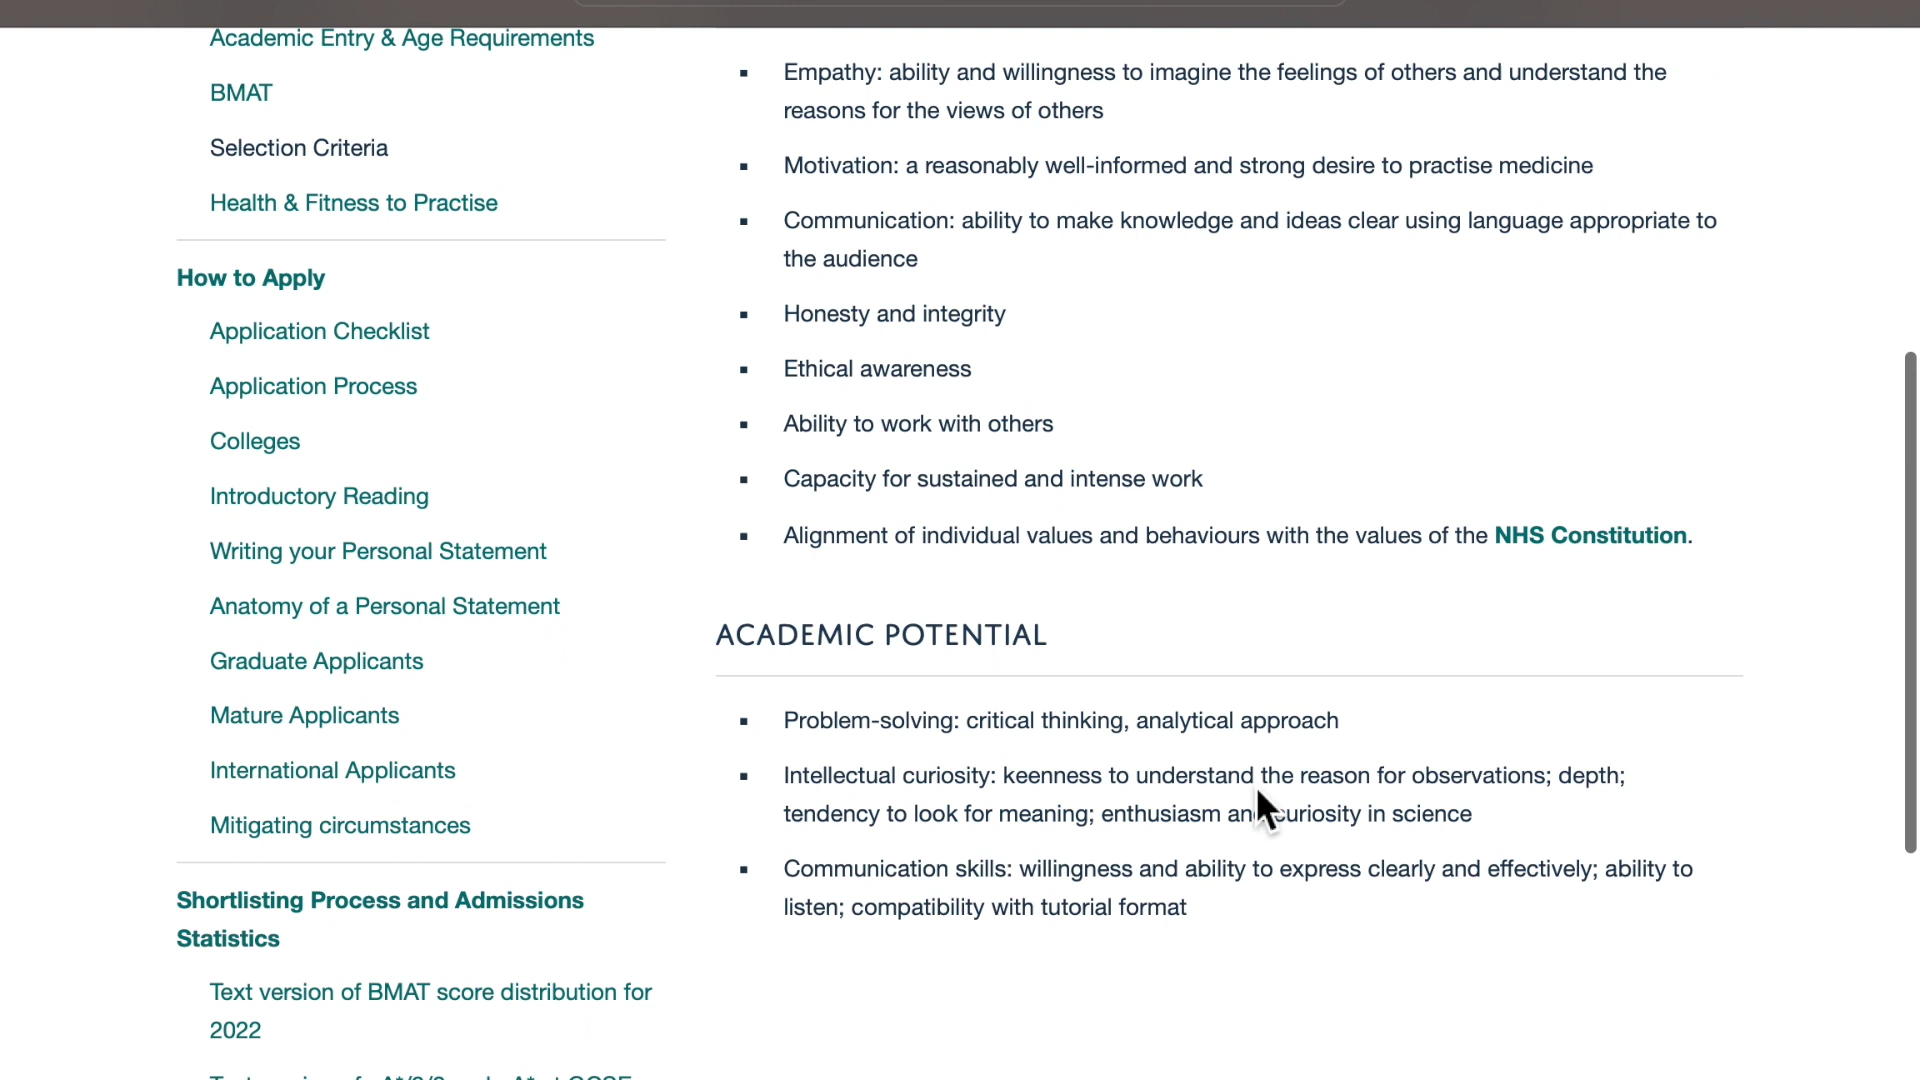 Academic Entry & Age Requirements
BMAT
Selection Criteria
Health & Fitness to Practise
How to Apply
Application Checklist
Application Process
Colleges
Introductory Reading
Writing your Personal Statement
Anatomy of a Personal Statement
Graduate Applicants
Mature Applicants
International Applicants
Mitigating circumstances
Shortlisting Process and Admissions
Statistics
Text version of BMAT score distribution for
2022
Empathy: ability and willingness to imagine the feelings of others and understand the
reasons for the views of others
Motivation: a reasonably well-informed and strong desire to practise medicine
Communication: ability to make knowledge and ideas clear using language appropriate to
the audience
Honesty and integrity
Ethical awareness
Ability to work with others
Capacity for sustained and intense work
Alignment of individual values and behaviours with the values of the NHS Constitution.
ACADEMIC POTENTIAL
Problem-solving: critical thinking, analytical approach
Intellectual curiosity: keenness to understand the reason for observations; depth;
tendency to look for meaning; enthusiasm and curiosity in science
Communication skills: willingness and ability to express clearly and effectively; ability to
listen; compatibility with tutorial format